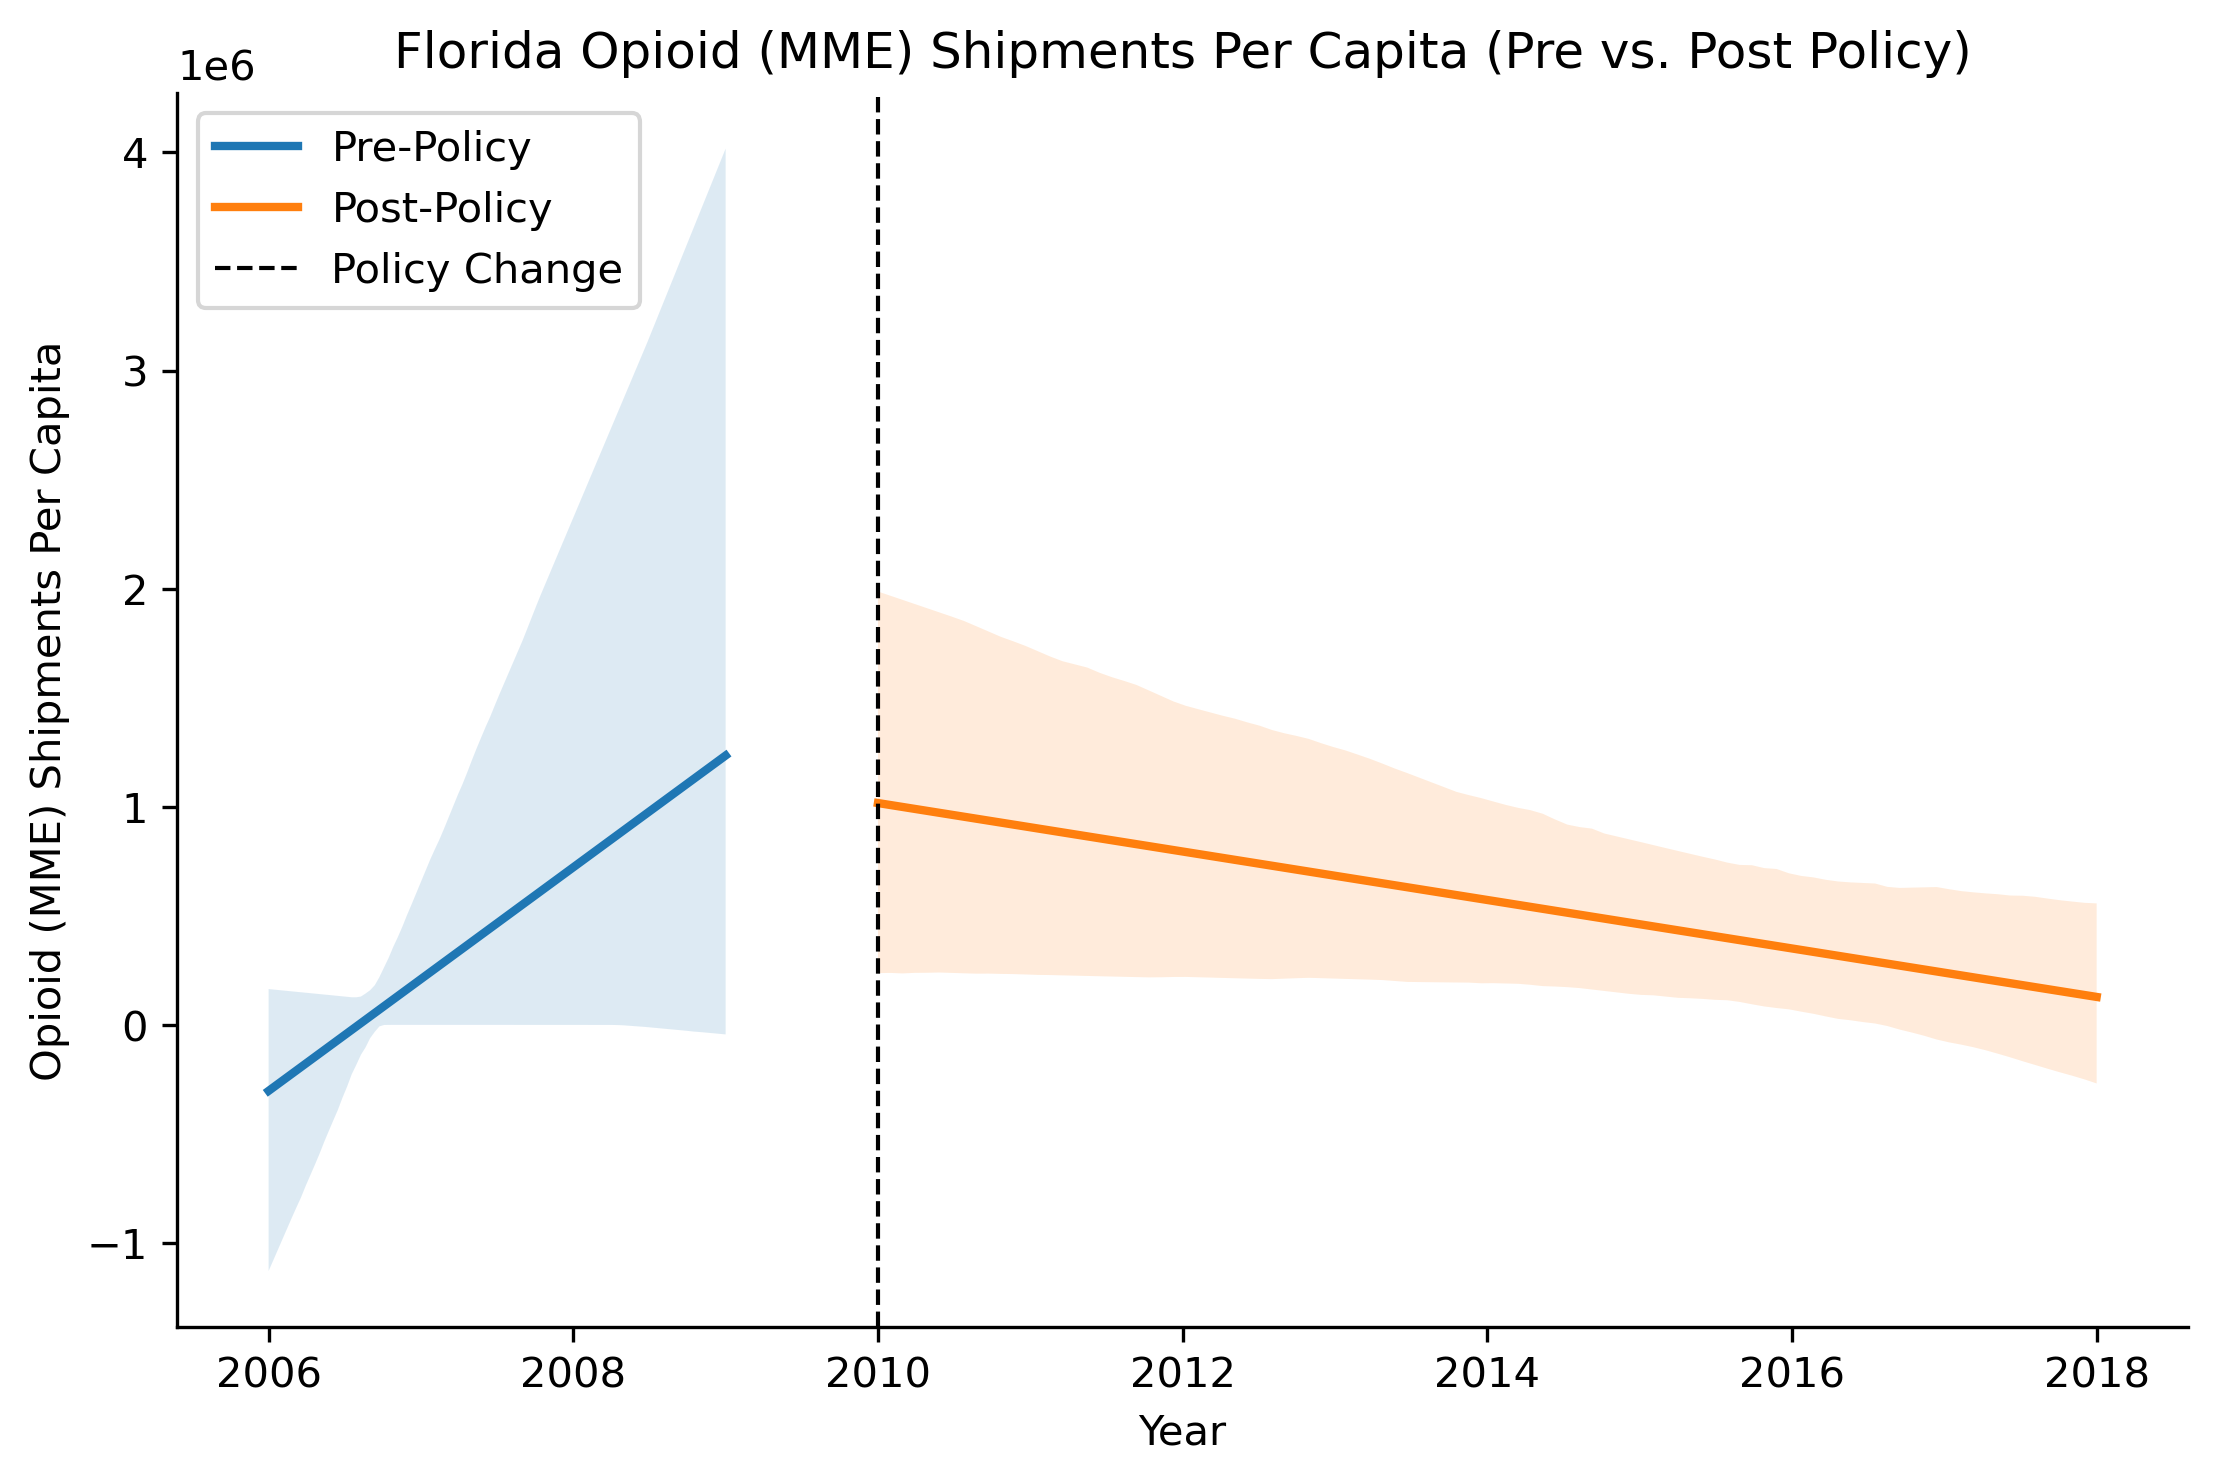 Florida Opioid (MME) Shipments Per Capita (Pre vs. Post Policy)
1e6
Pre-Policy
Post-Policy
Policy Change
4
3
2
1
0
−1
Opioid (MME) Shipments Per Capita
2006 2008 2010 2012 2014 2016 2018
Year